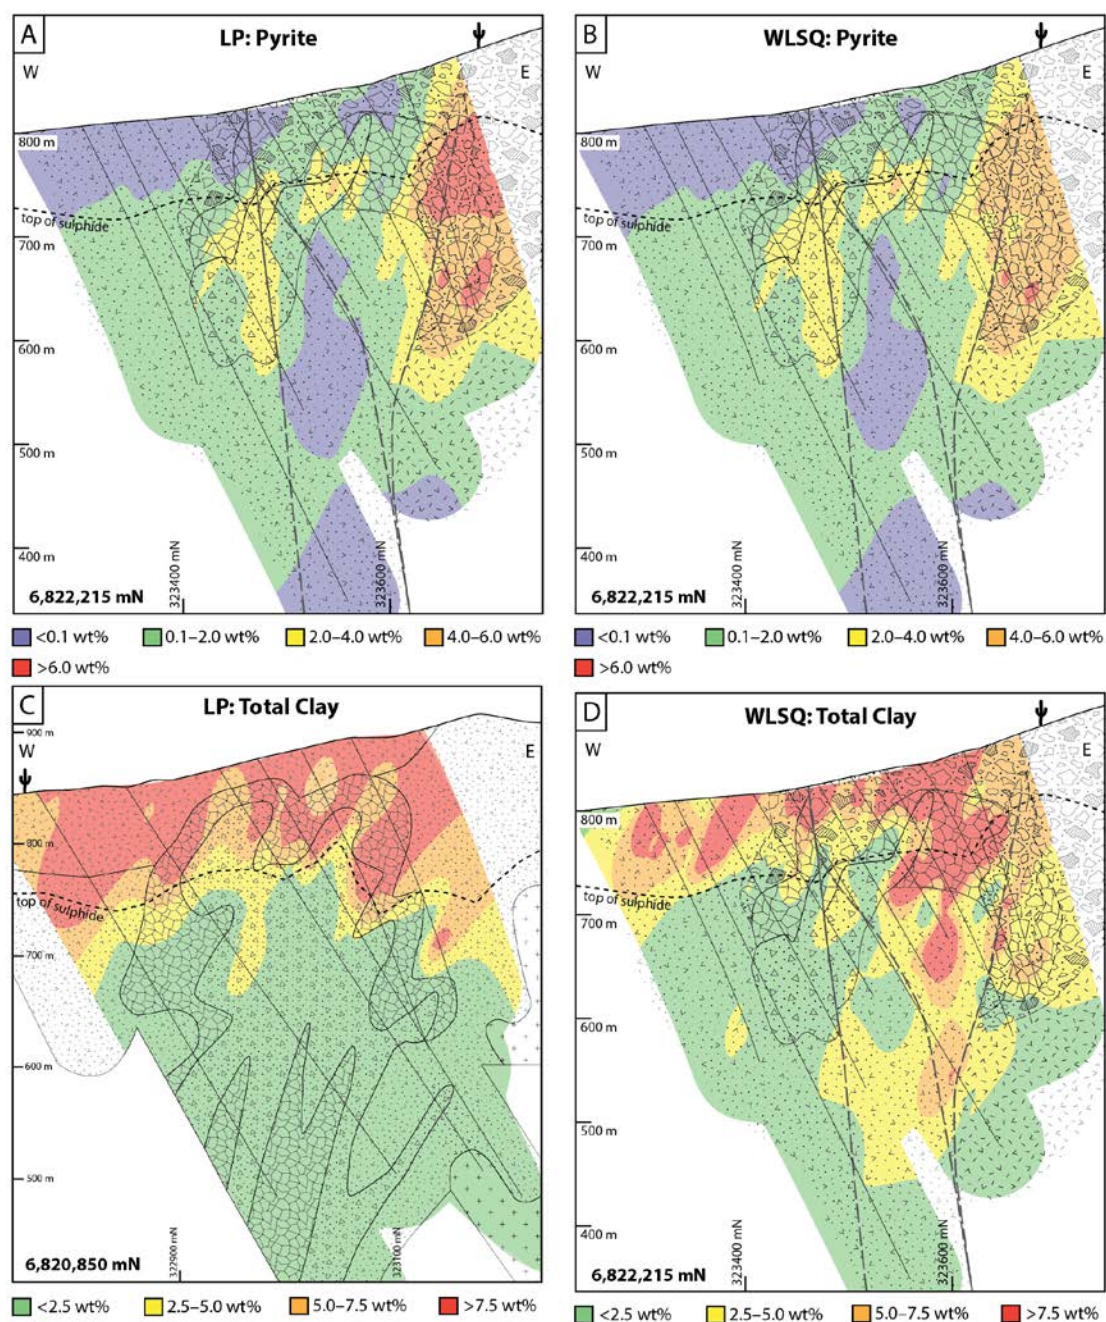 A
LP: Pyrite
W
800 m
top of sulphide
700 m
600 m
500 m
400 m
323400 mN
323600 mN
6,822,215 mN
<0.1 wt%
0.1–2.0 wt%
2.0–4.0 wt%
4.0–6.0 wt%
>6.0 wt%
B
WLSQ: Pyrite
W
E
800 m
top of sulphide
700 m
600 m
500 m
400 m
323400 mN
323600 mN
6,822,215 mN
<0.1 wt%
0.1–2.0 wt%
2.0–4.0 wt%
4.0–6.0 wt%
>6.0 wt%
C
LP: Total Clay
900 m
W
E
800 m
top of sulphide
700 m
600 m
500 m
322900 mN
323100 mN
6,820,850 mN
<2.5 wt%
2.5–5.0 wt%
5.0–7.5 wt%
>7.5 wt%
D
WLSQ: Total Clay
W
E
800 m
top of sulphide
700 m
600 m
500 m
400 m
323400 mN
323600 mN
6,822,215 mN
<2.5 wt%
2.5–5.0 wt%
5.0–7.5 wt%
>7.5 wt%